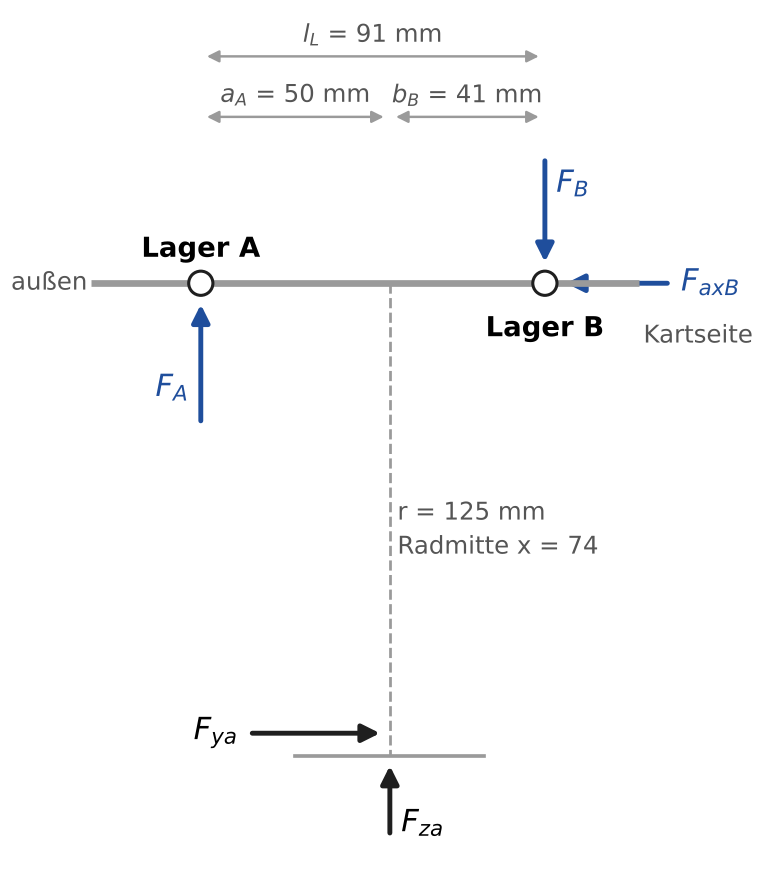 l_L = 91 mm
a_A = 50 mm
b_B = 41 mm
F_B
Lager A
außen
F_axB
Lager B
Kartseite
F_A
r = 125 mm
Radmitte x = 74
F_ya
F_za